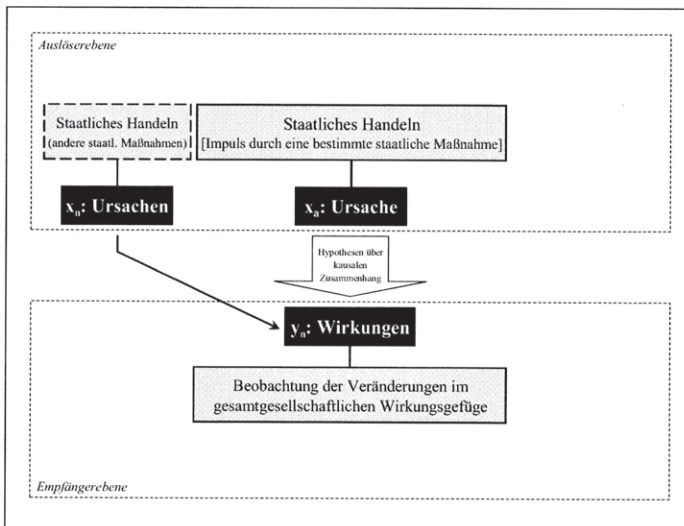 Auslöserebene
Staatliches Handeln
(andere staatl. Maßnahmen)
Staatliches Handeln
[Impuls durch eine bestimmte staatliche Maßnahme]
xₙ: Ursachen
xₐ: Ursache
Hypothesen über
kausalen
Zusammenhang
yₙ: Wirkungen
Beobachtung der Veränderungen im
gesamtgesellschaftlichen Wirkungsgefüge
Empfängerebene